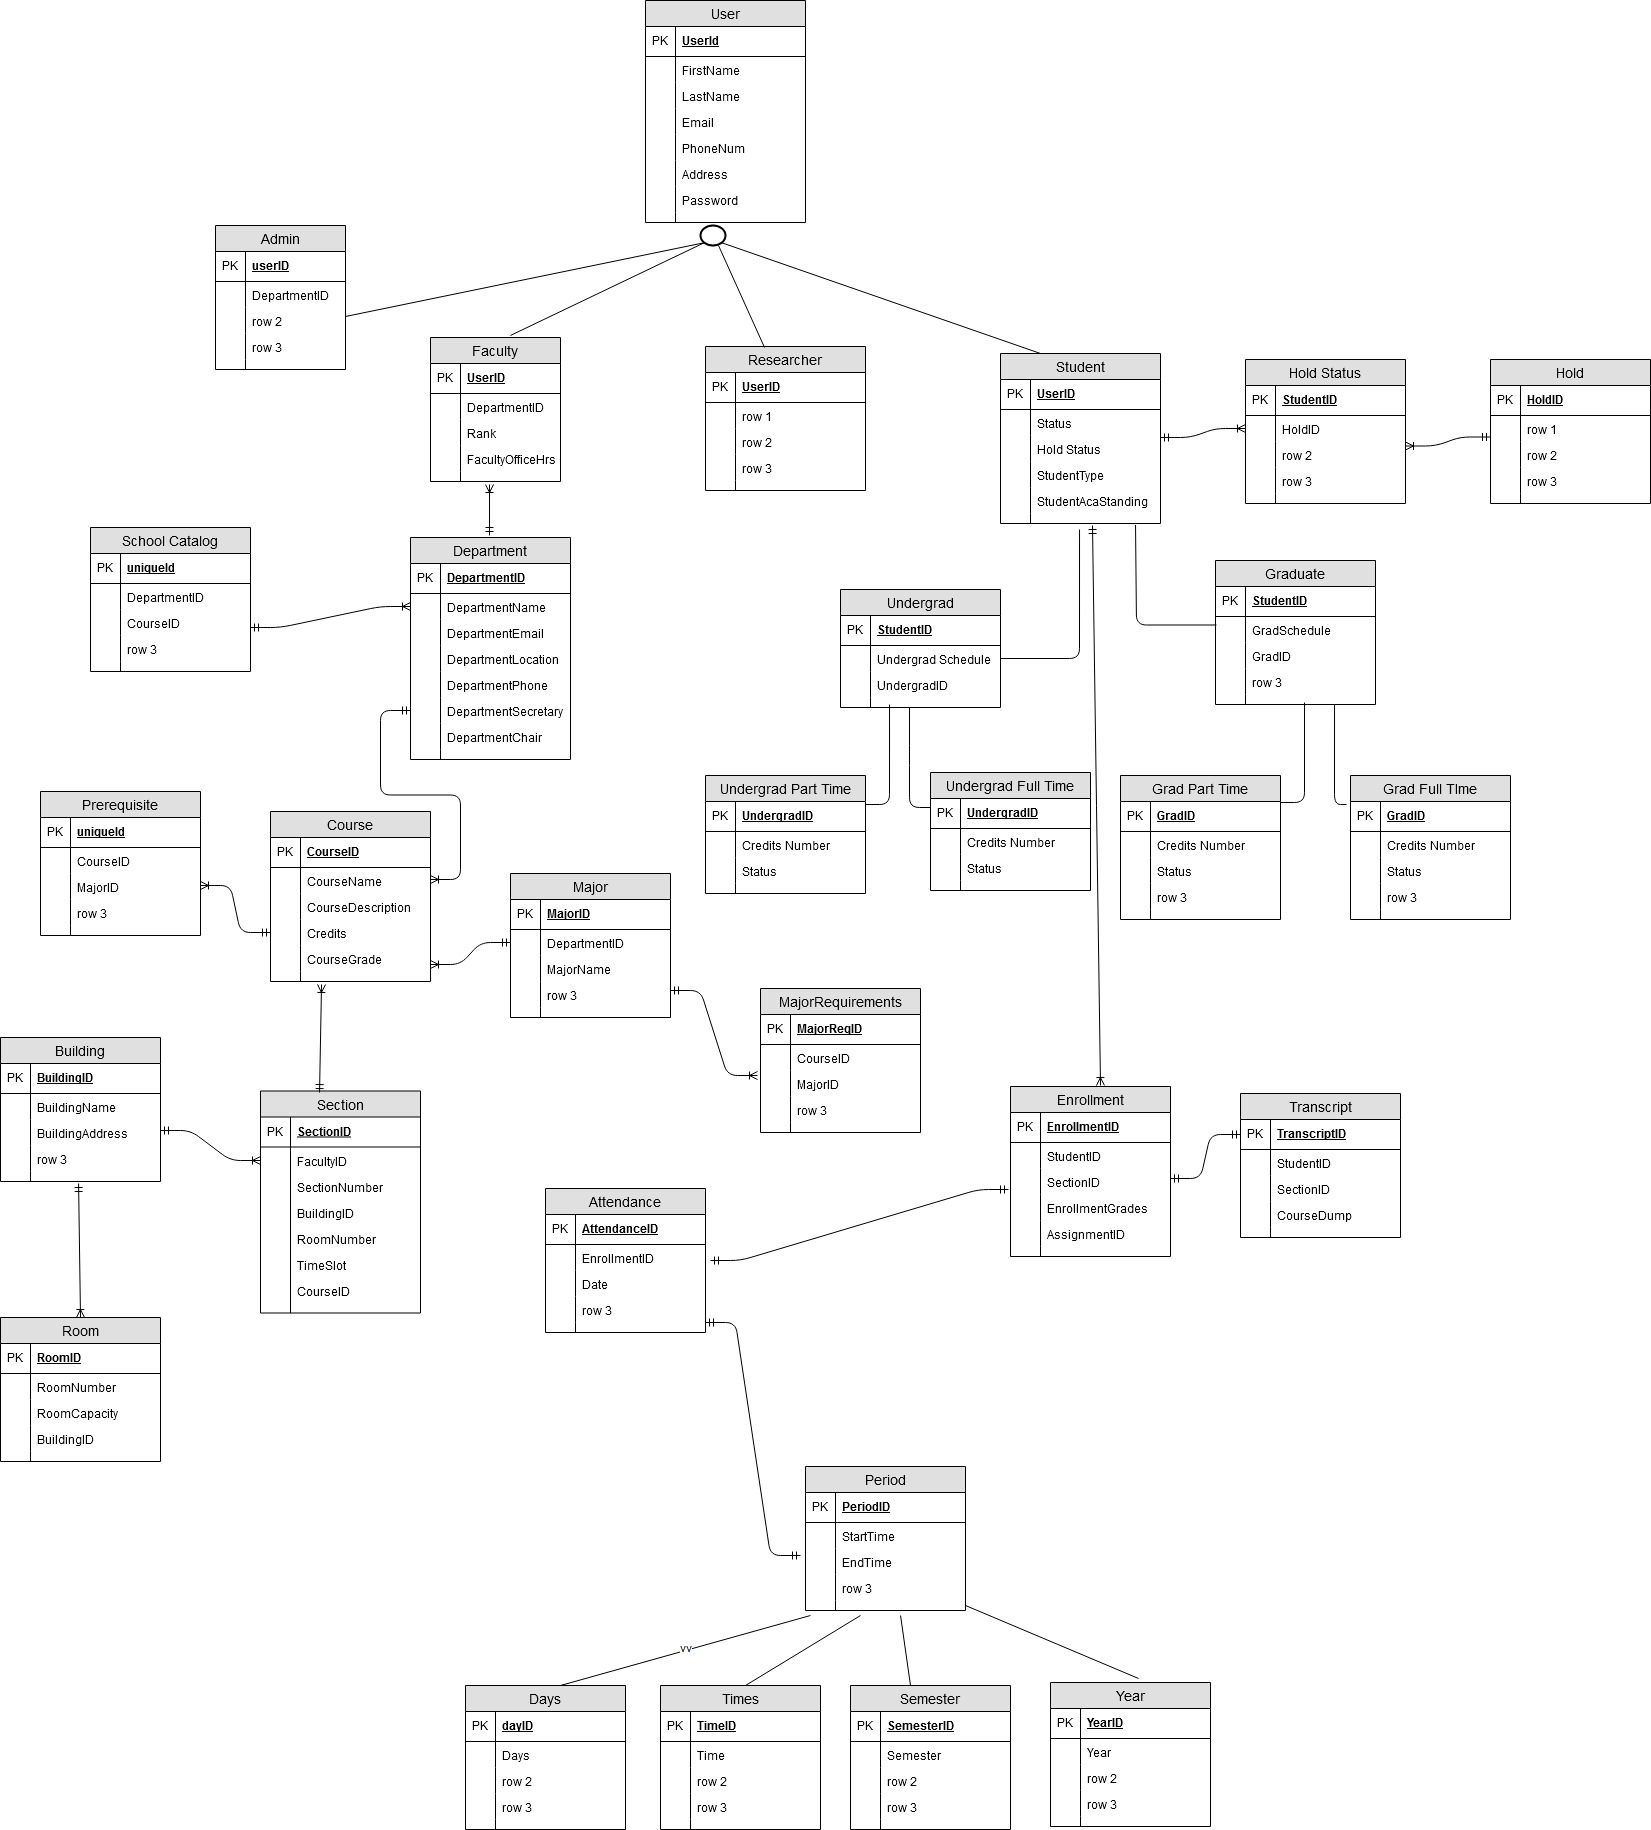 User
PK UserId
FirstName
LastName
Email
PhoneNum
Address
Password
Admin
PK userID
DepartmentID
row 2
row 3
Faculty
PK UserID
DepartmentID
Rank
FacultyOfficeHrs
Researcher
PK UserID
row 1
row 2
row 3
Student
PK UserID
Status
Hold Status
StudentType
StudentAcaStanding
Hold Status
PK StudentID
HoldID
row 2
row 3
Hold
PK HoldID
row 1
row 2
row 3
School Catalog
PK uniqueId
DepartmentID
CourseID
row 3
Department
PK DepartmentID
DepartmentName
DepartmentEmail
DepartmentLocation
DepartmentPhone
DepartmentSecretary
DepartmentChair
Undergrad
PK StudentID
Undergrad Schedule
UndergradID
Graduate
PK StudentID
GradSchedule
GradID
row 3
Undergrad Part Time
PK UndergradID
Credits Number
Status
Undergrad Full Time
PK UndergradID
Credits Number
Status
Grad Part Time
PK GradID
Credits Number
Status
row 3
Grad Full TIme
PK GradID
Credits Number
Status
row 3
Prerequisite
PK uniqueId
CourseID
MajorID
row 3
Course
PK CourseID
CourseName
CourseDescription
Credits
CourseGrade
Major
PK MajorID
DepartmentID
MajorName
row 3
MajorRequirements
PK MajorReqID
CourseID
MajorID
row 3
Building
PK BuildingID
BuildingName
BuildingAddress
row 3
Section
PK SectionID
FacultyID
SectionNumber
BuildingID
RoomNumber
TimeSlot
CourseID
Enrollment
PK EnrollmentID
StudentID
SectionID
EnrollmentGrades
AssignmentID
Transcript
PK TranscriptID
StudentID
SectionID
CourseDump
Attendance
PK AttendanceID
EnrollmentID
Date
row 3
Room
PK RoomID
RoomNumber
RoomCapacity
BuildingID
Period
PK PeriodID
StartTime
EndTime
row 3
vv
Days
PK dayID
Days
row 2
row 3
Times
PK TimeID
Time
row 2
row 3
Semester
PK SemesterID
Semester
row 2
row 3
Year
PK YearID
Year
row 2
row 3